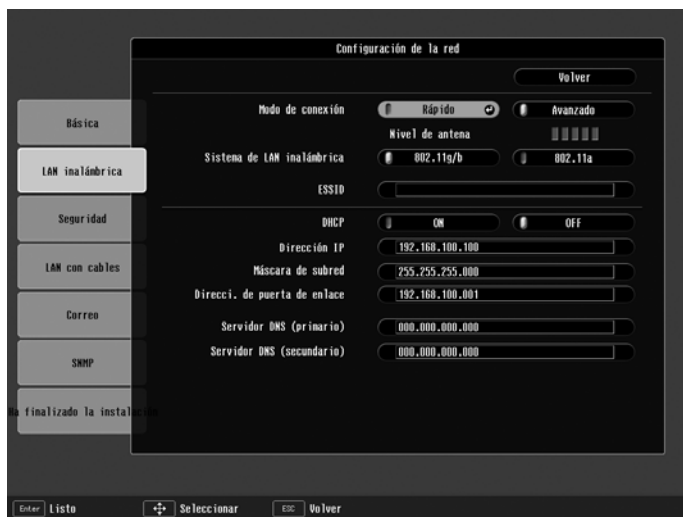 Configuración de la red
Volver
Básica
LAN inalámbrica
Seguridad
LAN con cables
Correo
SNMP
Ha finalizado la instalación
Modo de conexión Rápido Avanzado
Nivel de antena
Sistema de LAN inalámbrica 802.11g/b 802.11a
ESSID
DHCP ON OFF
Dirección IP 192.168.100.100
Máscara de subred 255.255.255.000
Direcci. de puerta de enlace 192.168.100.001
Servidor DNS (primario) 000.000.000.000
Servidor DNS (secundario) 000.000.000.000
Enter Listo Seleccionar ESC Volver